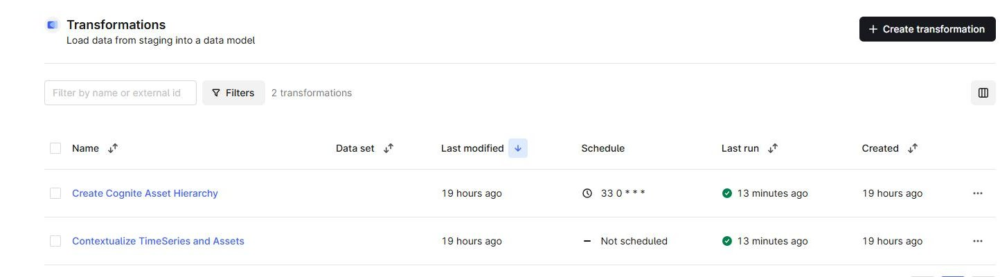 Transformations
Load data from staging into a data model
+ Create transformation
Filter by name or external id
Filters
2 transformations
Name Data set Last modified Schedule Last run Created
Create Cognite Asset Hierarchy 19 hours ago 33 0 * * * 13 minutes ago 19 hours ago ...
Contextualize TimeSeries and Assets 19 hours ago Not scheduled 13 minutes ago 19 hours ago ...